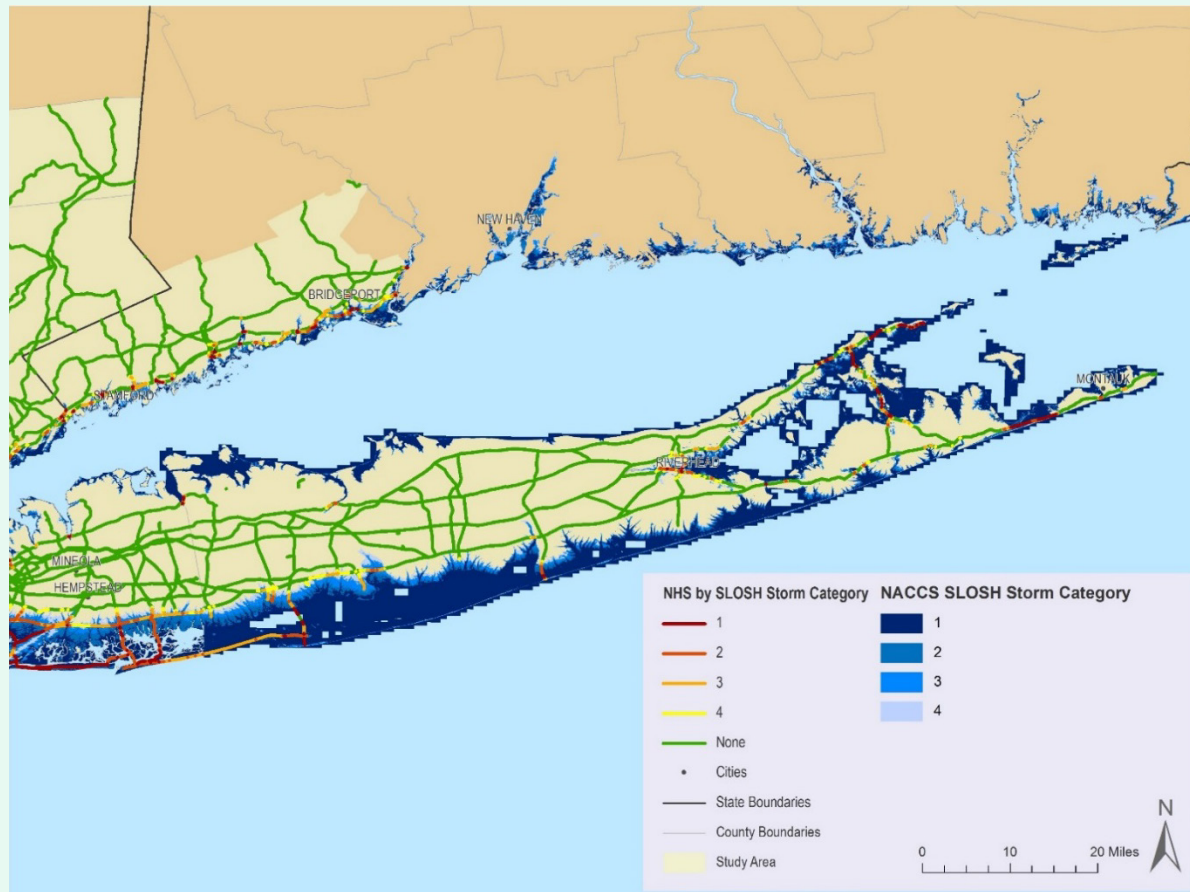 NEW HAVEN
BRIDGEPORT
STAMFORD
MONTAUK
RIVERHEAD
MINEOLA
HEMPSTEAD
NHS by SLOSH Storm Category
1
2
3
4
None
Cities
State Boundaries
County Boundaries
Study Area
NACCS SLOSH Storm Category
1
2
3
4
N
0 10 20 Miles